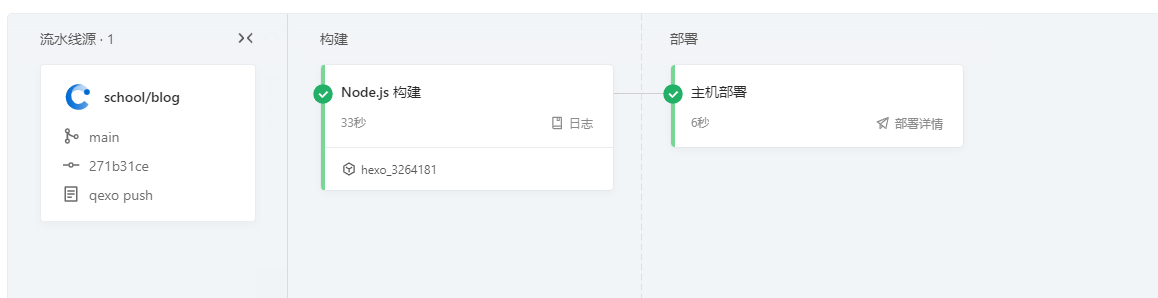 流水线源 · 1
school/blog
main
271b31ce
qexo push
构建
Node.js 构建
33秒
日志
hexo_3264181
部署
主机部署
6秒
部署详情